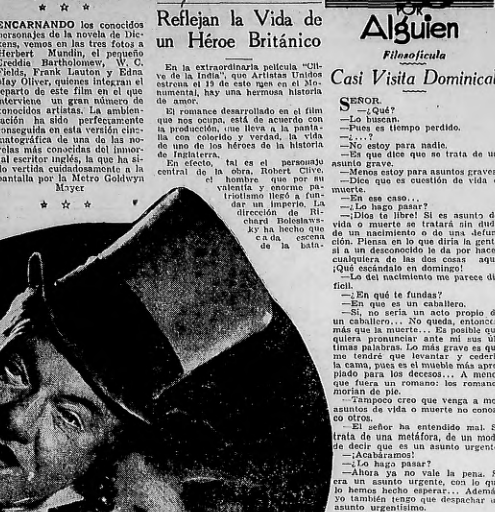 ENCARNANDO los conocidos
personajes de la novela de Dic-
kens, vemos en las tres fotos a
Herbert Mundin, el pequeño
Freddie Bartholomew, W. C.
Fields, Frank Lauton y Edna
May Oliver, quienes integran el
reparto de este film en el que
interviene un gran número de
conocidos artistas. La ambien-
tación ha sido perfectamente
conseguida en esta versión cine-
matográfica de una de las no-
velas más conocidas del inmor-
tal escritor inglés, la que ha si-
do vertida cuidadosamente a la
pantalla por la Metro Goldwyn
Mayer
Reflejan la Vida de
un Héroe Británico
En la extraordinaria película "Cli-
ve de la India", que Artistas Unidos
estrena el 15 de este mes en el Mo-
numental, hay una hermosa historia
de amor.
El romance desarrollado en el film
que nos ocupa, está de acuerdo con
la producción, que lleva a la panta-
lla con colorido y verdad, la vida
de uno de los héroes de la historia
de Inglaterra.
En efecto, tal es el personaje
central de la obra, Robert Clive,
el hombre que por su
valentía y enorme pa-
triotismo llegó a fun-
dar un imperio. La
dirección de Ri-
chard Boleslaws-
ky ha hecho que
cada escena
de la bata-
POR
Alguien
Filosofícula
Casi Visita Dominical
SEÑOR.
—¿Qué?
—Lo buscan.
—Pues es tiempo perdido.
—¿...?
—No estoy para nadie.
—Es que dice que se trata de un
asunto grave.
—Menos estoy para asuntos graves.
—Dice que es cuestión de vida o
muerte.
—En ese caso...
—¿Lo hago pasar?
—¡Dios te libre! Si es asunto de
vida o muerte se tratará sin duda
de un nacimiento o de una defun-
ción. Piensa en lo que diría la gente
si a un desconocido le da por hacer
cualquiera de las dos cosas aquí.
¡Qué escándalo en domingo!
—Lo del nacimiento me parece di-
fícil.
—¿En qué te fundas?
—En que es un caballero.
—Si, no sería un acto propio de
un caballero... No queda, entonces,
más que la muerte... Es posible que
quiera pronunciar ante mi sus úl-
timas palabras. Lo más grave es que
me tendré que levantar y cederle
la cama, pues es el mueble más apro-
piado para los decesos... A menos
que fuera un romano: los romanos
morían de pie.
—Tampoco creo que venga a mo
asuntos de vida o muerte no cono
co otros.
—El señor ha entendido mal. Se
trata de una metáfora, de un modo
de decir que es un asunto urgente.
—¡Acabáramos!
—¿Lo hago pasar?
—Ahora ya no vale la pena. Si
era un asunto urgente, con lo que
lo hemos hecho esperar... Además
yo también tengo que despachar un
asunto urgentísimo.